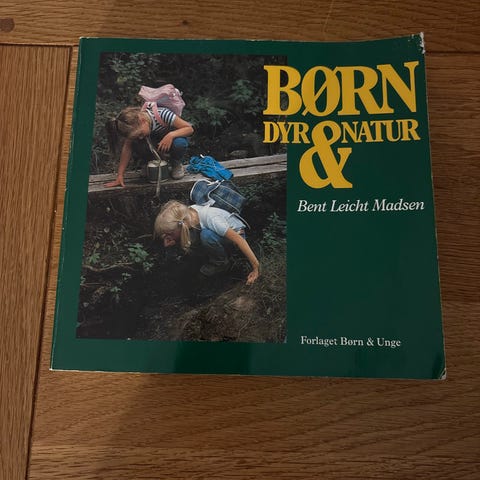 BØRN
DYR & NATUR
Bent Leicht Madsen
Forlaget Børn & Unge